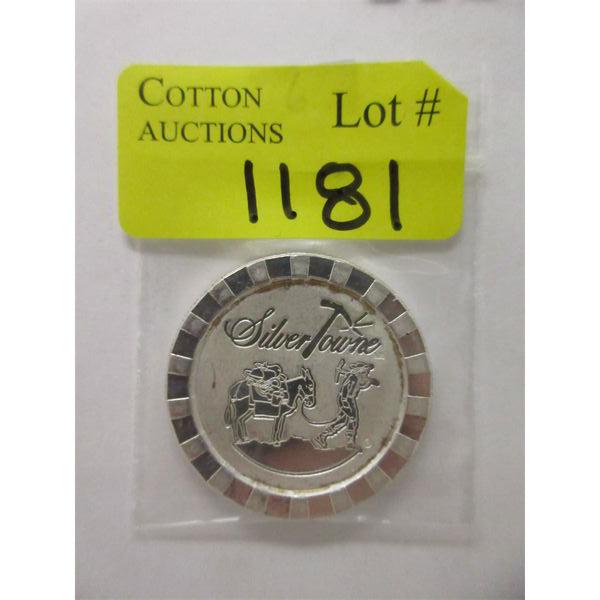 COTTON
AUCTIONS
Lot #
1181
SilverTowne